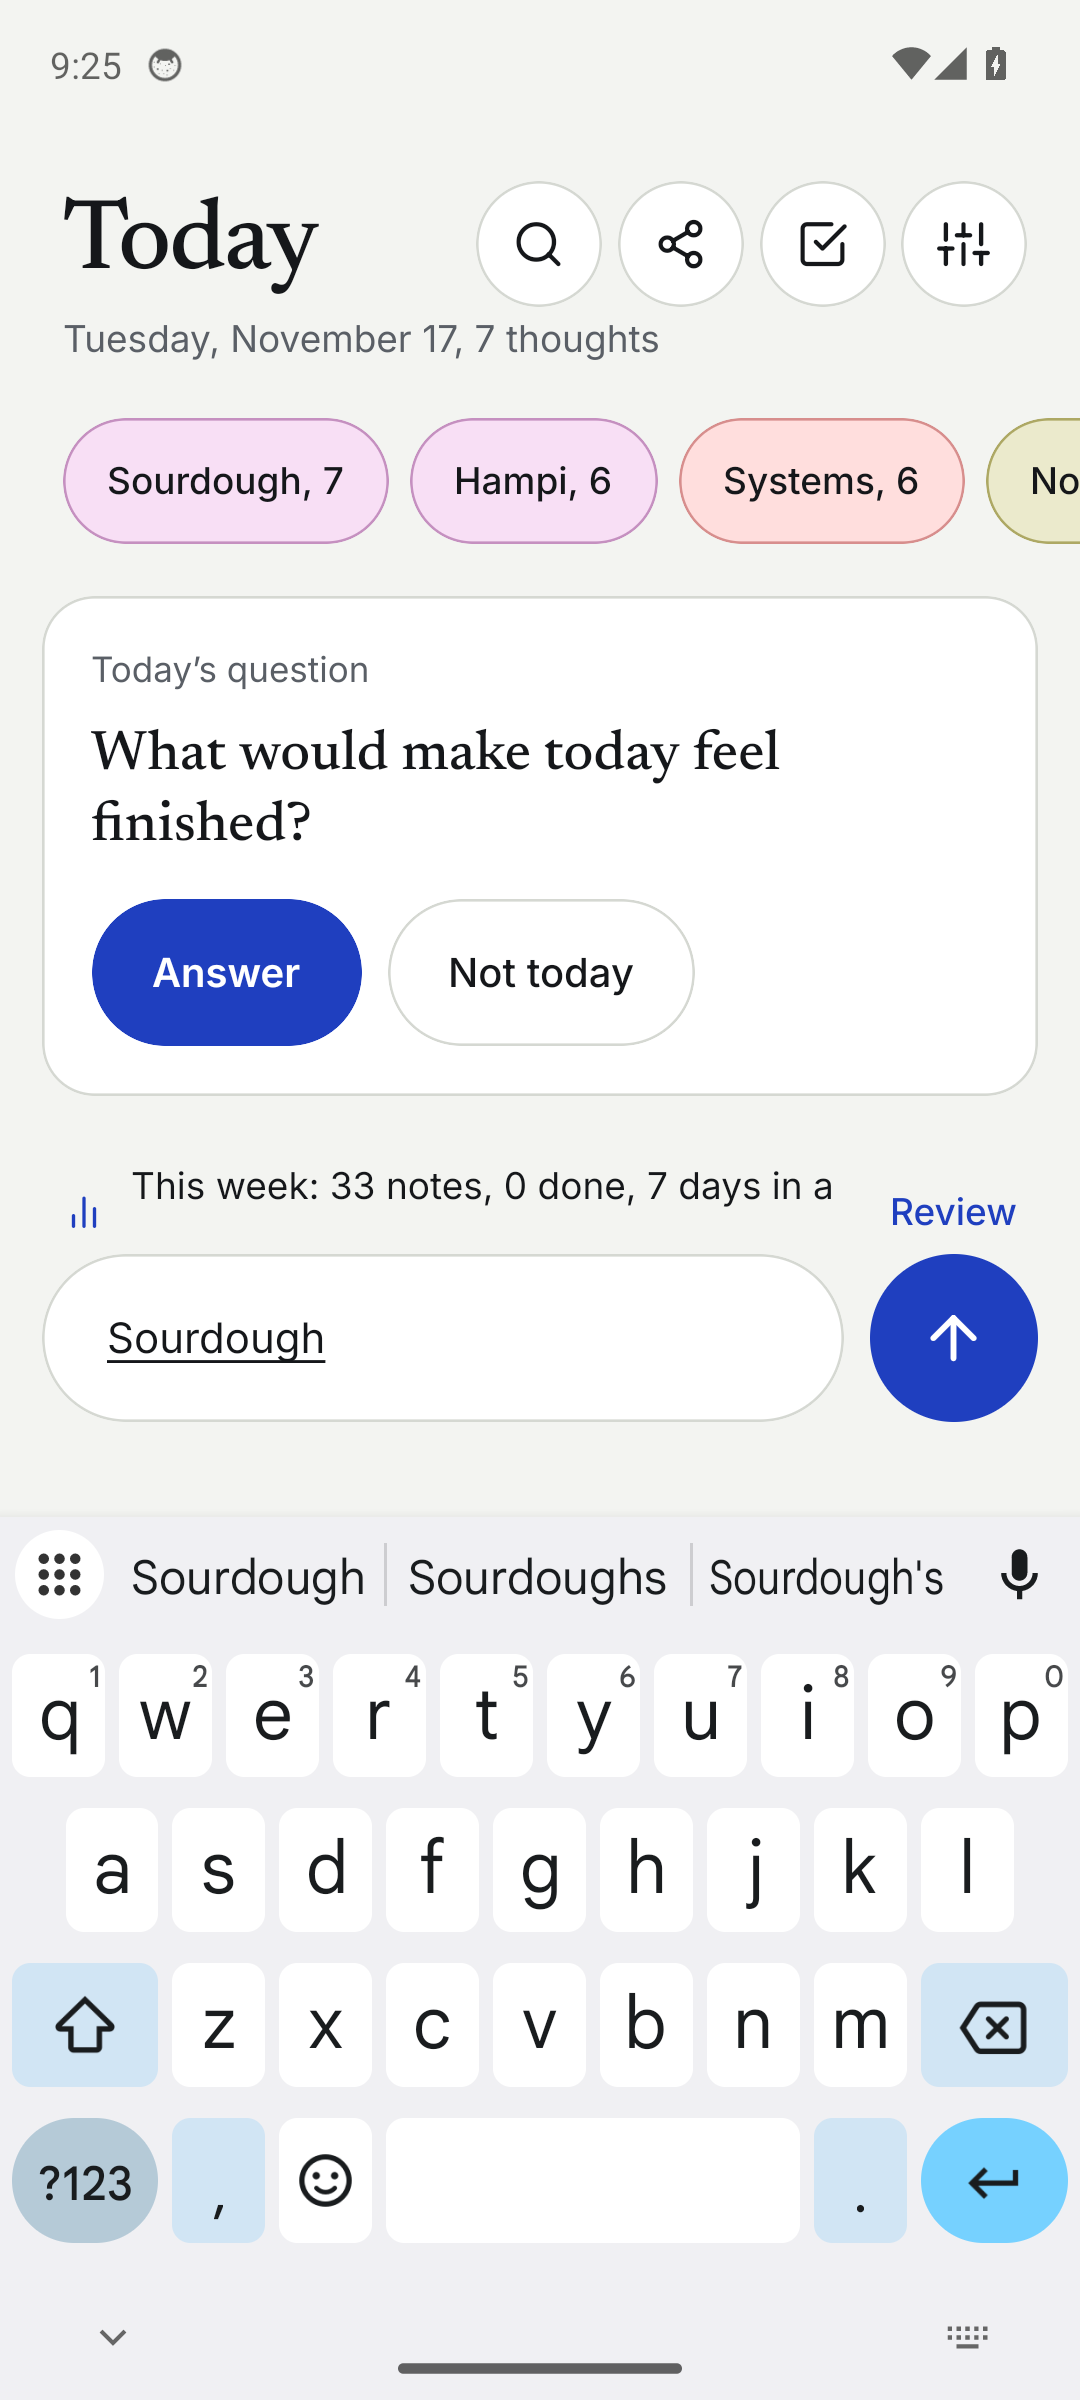 9:25
Today
Tuesday, November 17, 7 thoughts
Sourdough, 7
Hampi, 6
Systems, 6
No
Today’s question
What would make today feel
finished?
Answer
Not today
This week: 33 notes, 0 done, 7 days in a
Review
Sourdough
Sourdough
Sourdoughs
Sourdough's
q 1 w 2 e 3 r 4 t 5 y 6 u 7 i 8 o 9 p 0
a s d f g h j k l
z x c v b n m
?123 , .